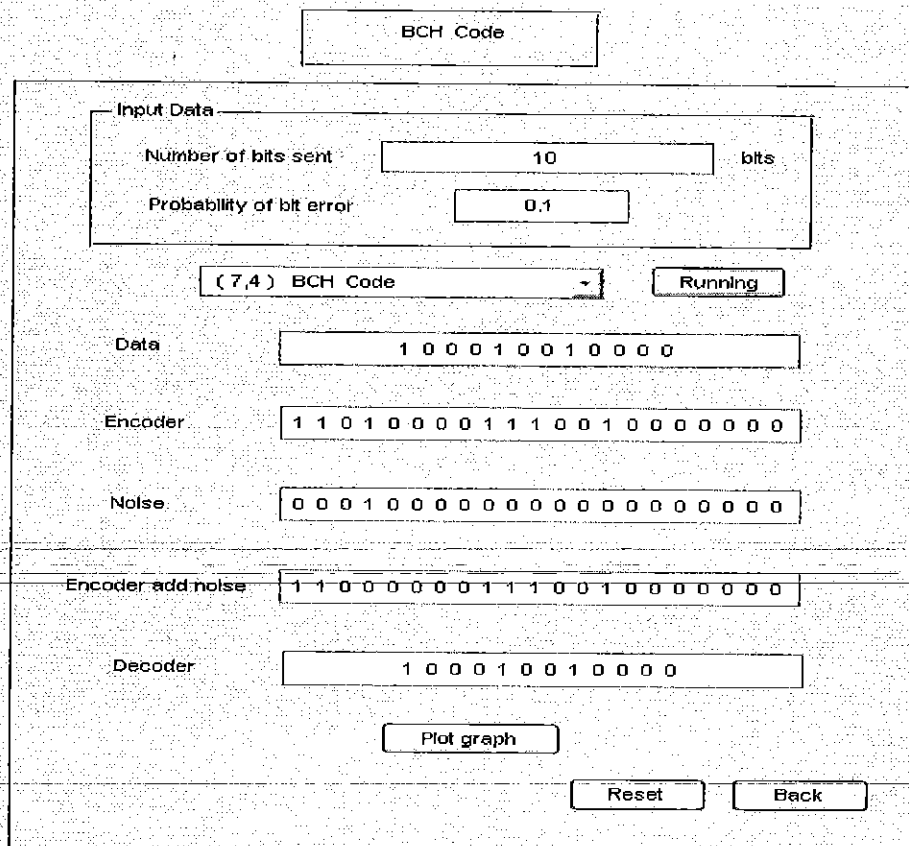 BCH Code
Input Data
Number of bits sent 10 bits
Probability of bit error 0.1
( 7,4 ) BCH Code Running
Data 1 0 0 0 1 0 0 1 0 0 0 0
Encoder 1 1 0 1 0 0 0 0 1 1 1 0 0 1 0 0 0 0 0 0 0
Noise 0 0 0 1 0 0 0 0 0 0 0 0 0 0 0 0 0 0 0 0 0
Encoder add noise 1 1 0 0 0 0 0 0 1 1 1 0 0 1 0 0 0 0 0 0 0
Decoder 1 0 0 0 1 0 0 1 0 0 0 0
Plot graph
Reset Back